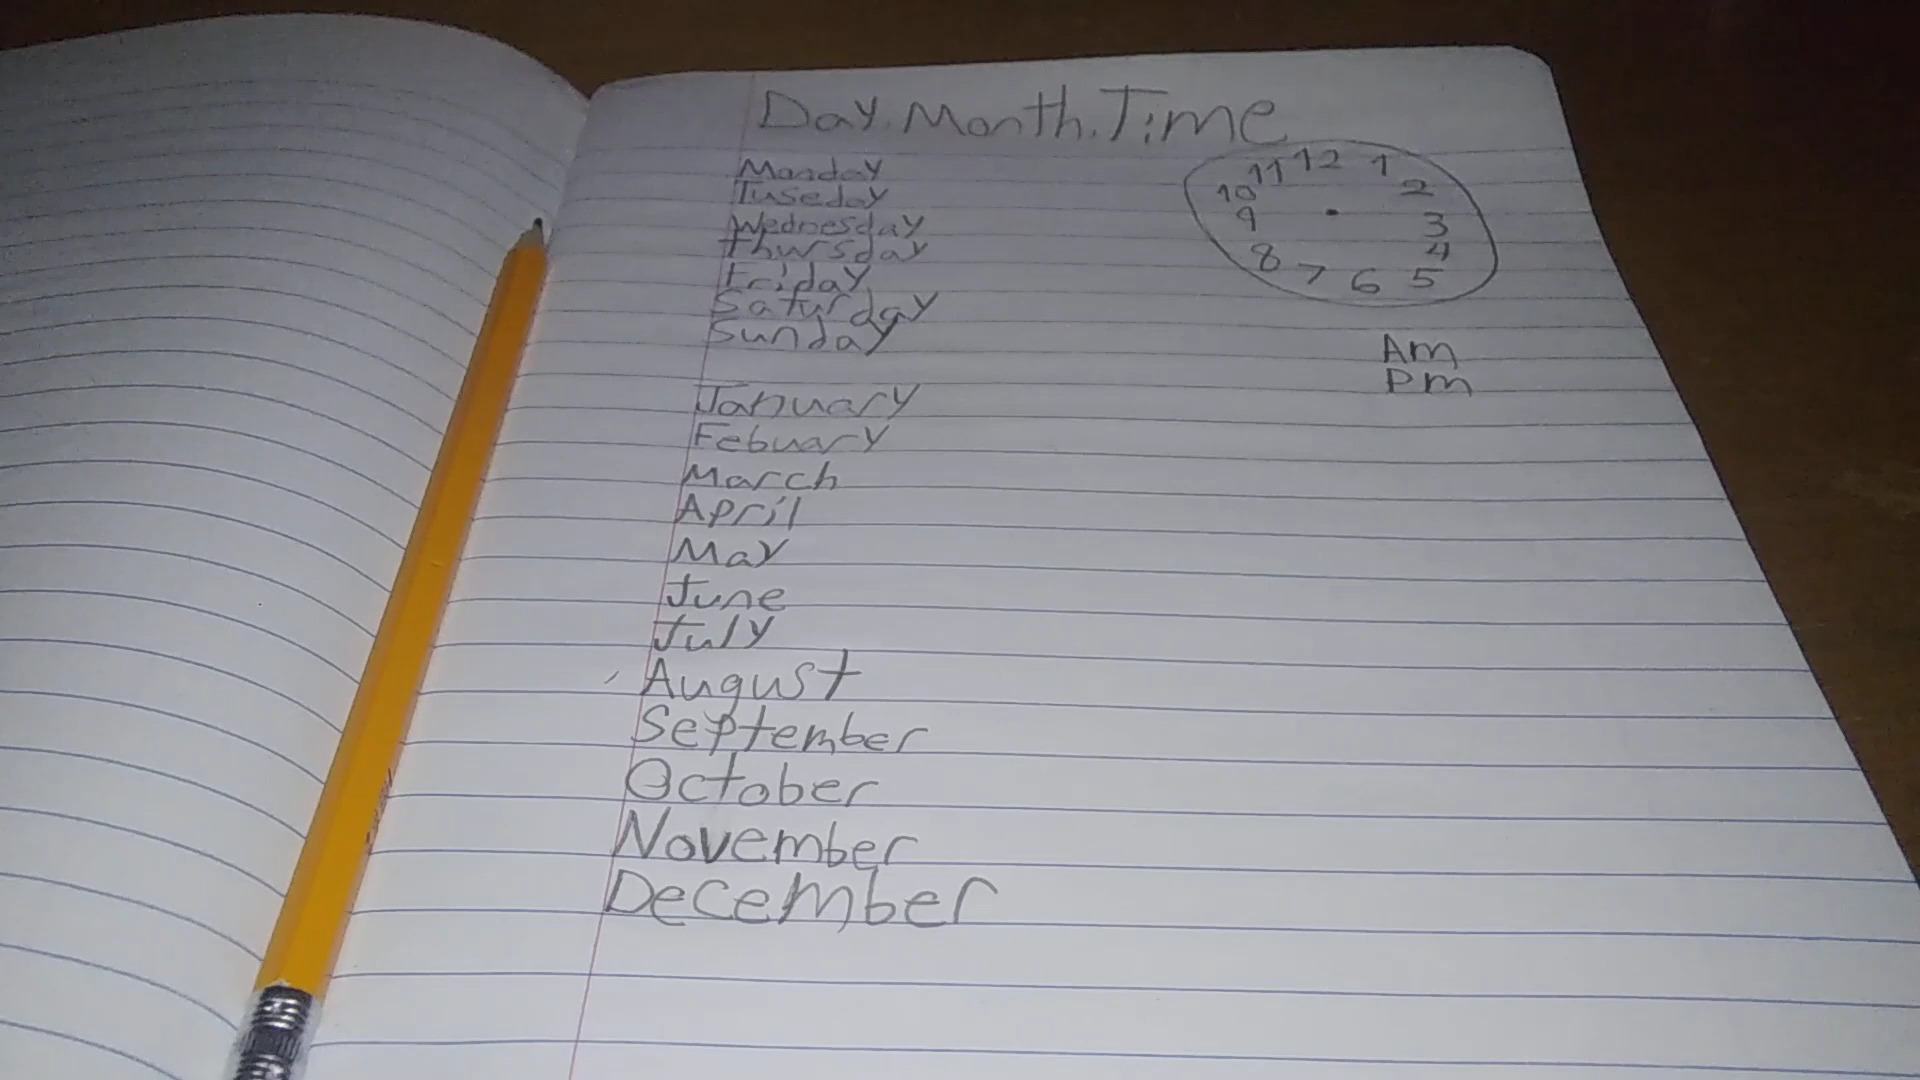 Day. Month. Time
Monday
Tuseday
Wednesday
thursday
Friday
Saturday
Sunday
January
Febuary
March
April
May
June
July
August
September
October
November
December
11 12 1
10 2
9 3
8 4
7 6 5
Am
Pm